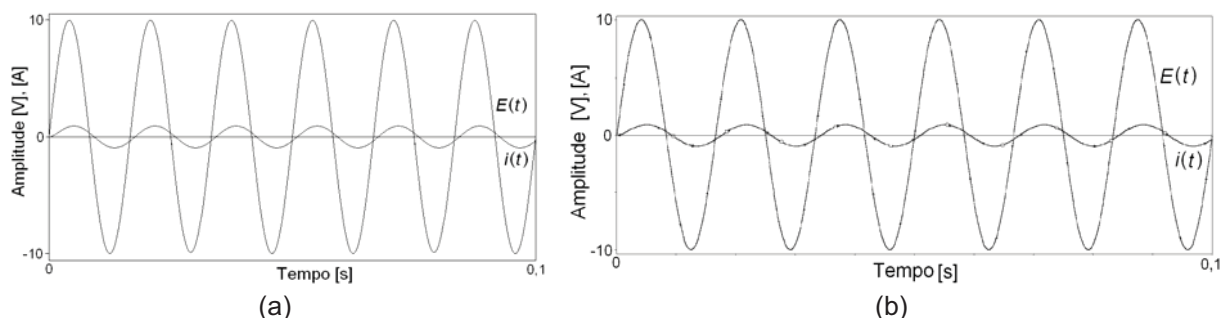 Amplitude [V], [A]
10
0
-10
E(t)
i(t)
0
Tempo [s]
0,1
(a)
Amplitude [V], [A]
10
0
-10
E(t)
i(t)
0
Tempo [s]
0,1
(b)